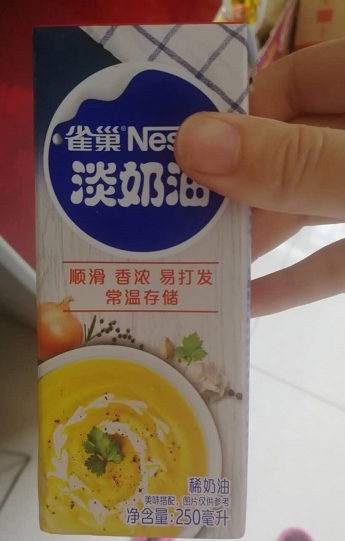 雀巢® Nes
淡奶油
顺滑 香浓 易打发
常温存储
稀奶油
美味搭配，图片仅供参考
净含量:250毫升